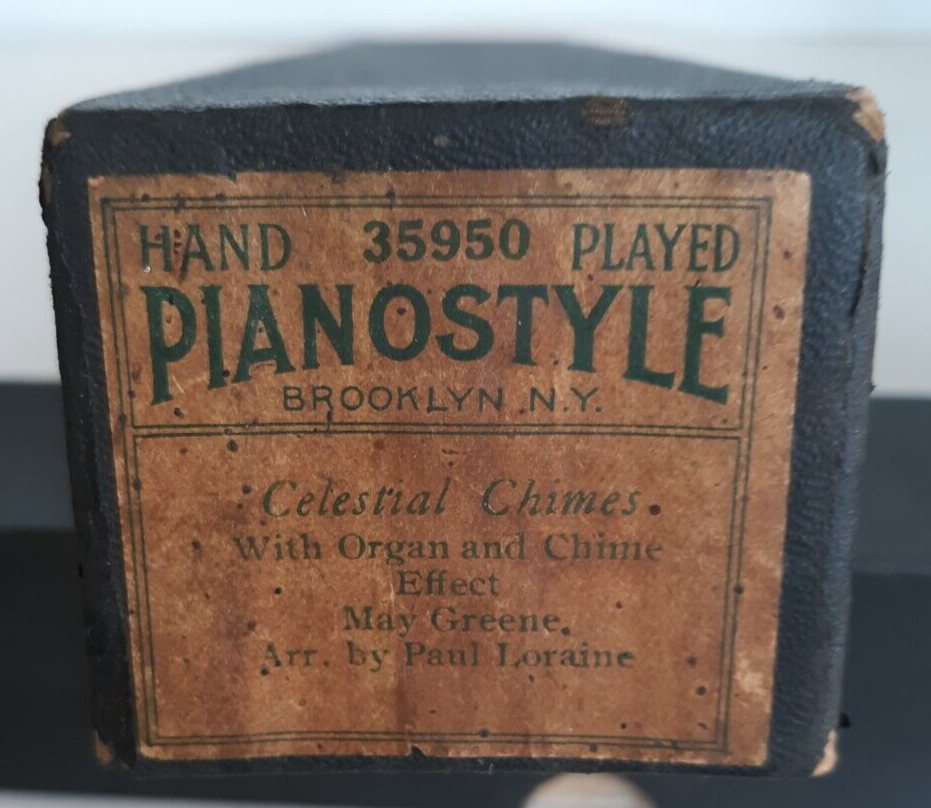 HAND 35950 PLAYED
PIANOSTYLE
BROOKLYN N.Y.
Celestial Chimes.
With Organ and Chime
Effect
May Greene.
Arr. by Paul Loraine